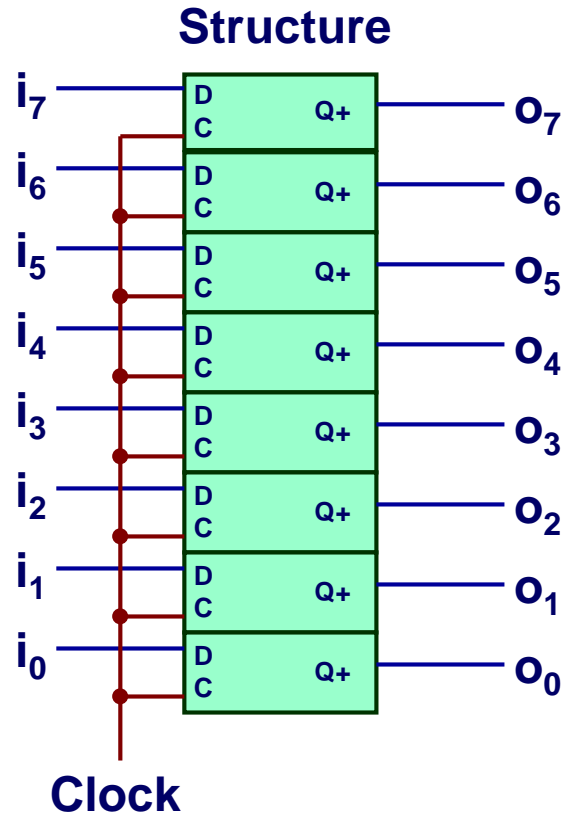 Structure
i7 D C Q+ o7
i6 D C Q+ o6
i5 D C Q+ o5
i4 D C Q+ o4
i3 D C Q+ o3
i2 D C Q+ o2
i1 D C Q+ o1
i0 D C Q+ o0
Clock